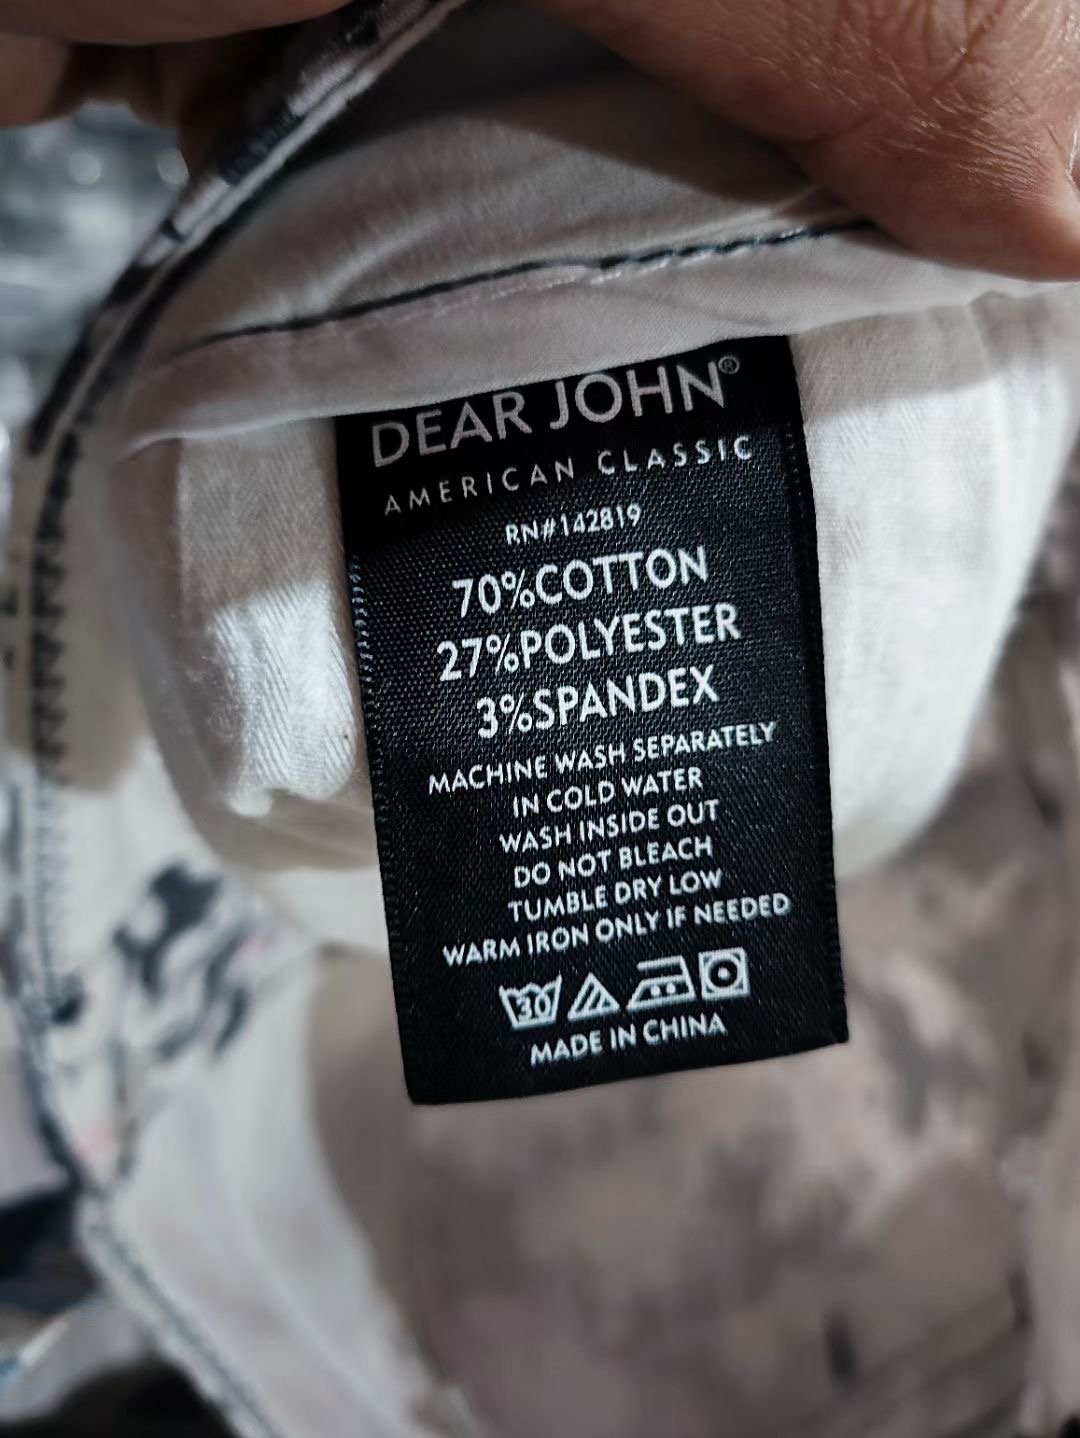 DEAR JOHN®
AMERICAN CLASSIC
RN#142819
70%COTTON
27%POLYESTER
3%SPANDEX
MACHINE WASH SEPARATELY
IN COLD WATER
WASH INSIDE OUT
DO NOT BLEACH
TUMBLE DRY LOW
WARM IRON ONLY IF NEEDED
30
MADE IN CHINA